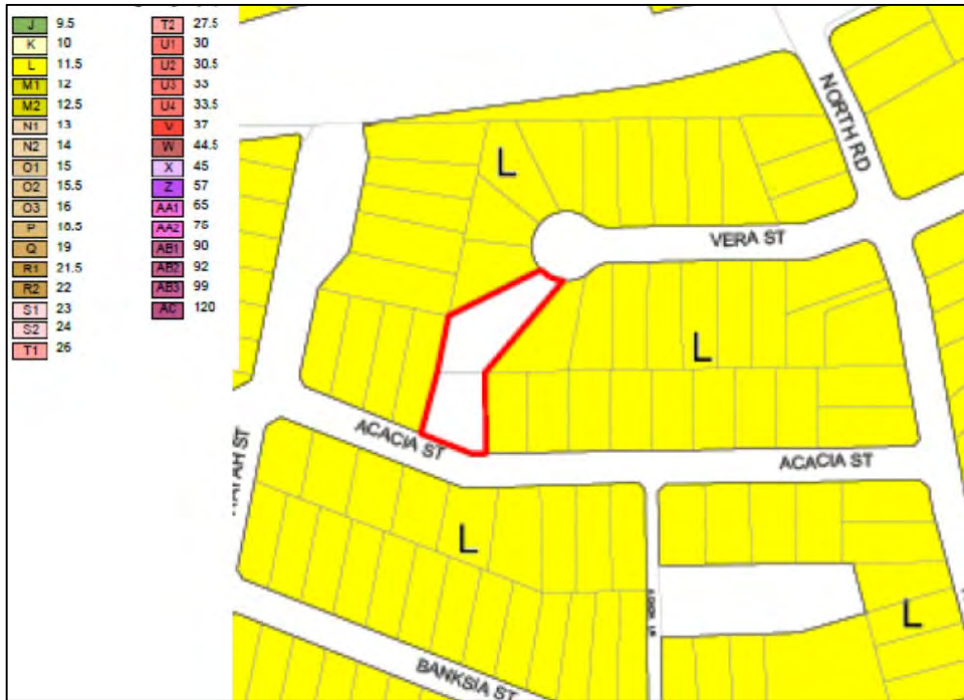 J 9.5
K 10
L 11.5
M1 12
M2 12.5
N1 13
N2 14
O1 15
O2 15.5
O3 16
P 18.5
Q 19
R1 21.5
R2 22
S1 23
S2 24
T1 26
T2 27.5
U1 30
U2 30.5
U3 33
U4 33.5
V 37
W 44.5
X 45
Z 57
AA1 65
AA2 76
AB1 90
AB2 92
AB3 99
AC 120
NORTH RD
L
VERA ST
L
ACACIA ST
ACACIA ST
L
L
BANKSIA ST